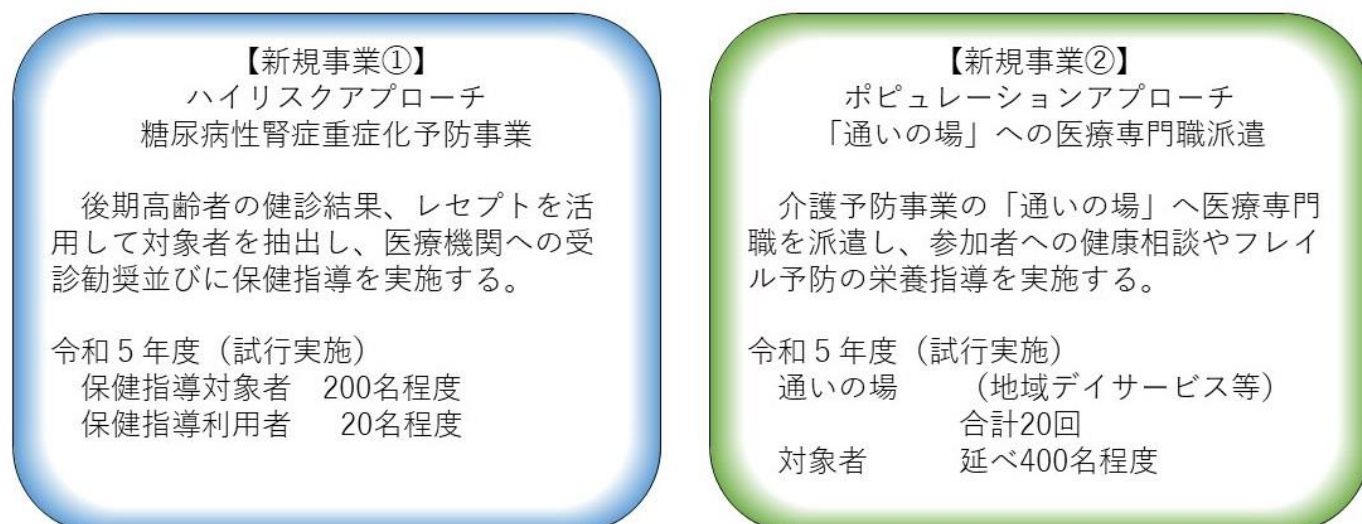 【新規事業①】
ハイリスクアプローチ
糖尿病性腎症重症化予防事業
　後期高齢者の健診結果、レセプトを活
用して対象者を抽出し、医療機関への受
診勧奨並びに保健指導を実施する。
令和５年度（試行実施）
　保健指導対象者　200名程度
　保健指導利用者　 20名程度
【新規事業②】
ポピュレーションアプローチ
「通いの場」への医療専門職派遣
　介護予防事業の「通いの場」へ医療専門
職を派遣し、参加者への健康相談やフレイ
ル予防の栄養指導を実施する。
令和５年度（試行実施）
　通いの場　　（地域デイサービス等）
　　　　　　　合計20回
　対象者　　　延べ400名程度